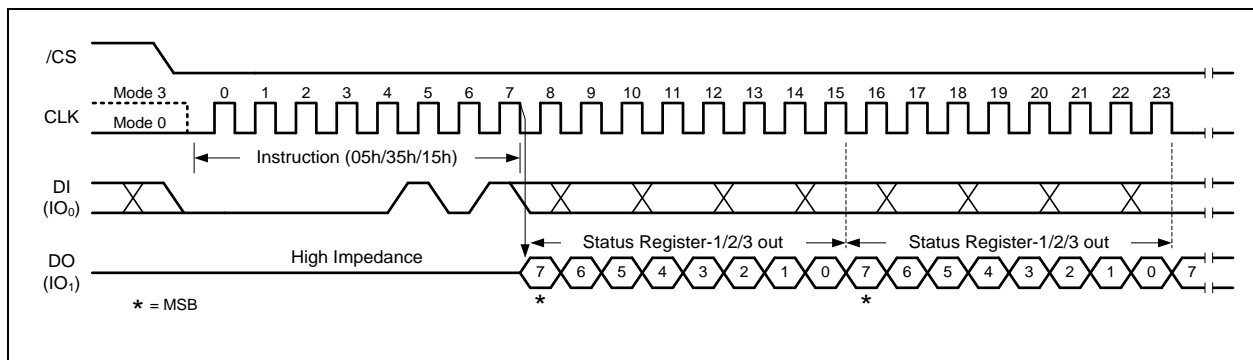 /CS
Mode 3
CLK
Mode 0
0 1 2 3 4 5 6 7 8 9 10 11 12 13 14 15 16 17 18 19 20 21 22 23
Instruction (05h/35h/15h)
DI
(IO₀)
Status Register-1/2/3 out Status Register-1/2/3 out
DO
(IO₁)
High Impedance
7 6 5 4 3 2 1 0 7 6 5 4 3 2 1 0 7
* *
* = MSB